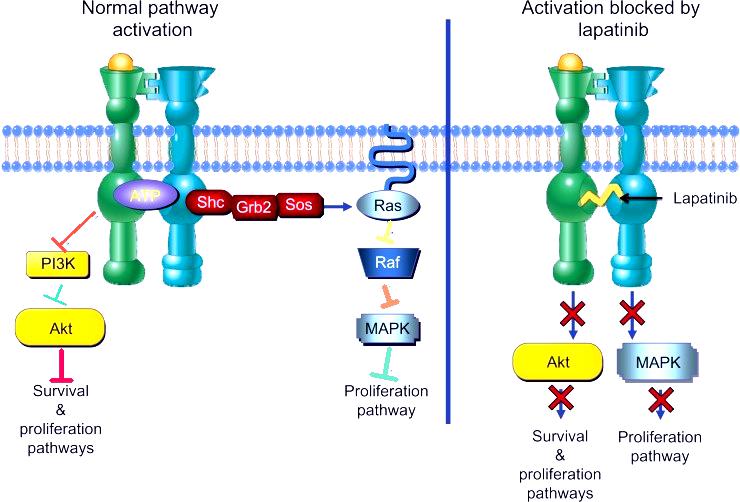 Normal pathway
activation
ATP
Shc
Grb2
Sos
Ras
PI3K
Raf
Akt
MAPK
Survival
&
proliferation
pathways
Proliferation
pathway
Activation blocked by
lapatinib
Lapatinib
Akt
MAPK
Survival
&
proliferation
pathways
Proliferation
pathway